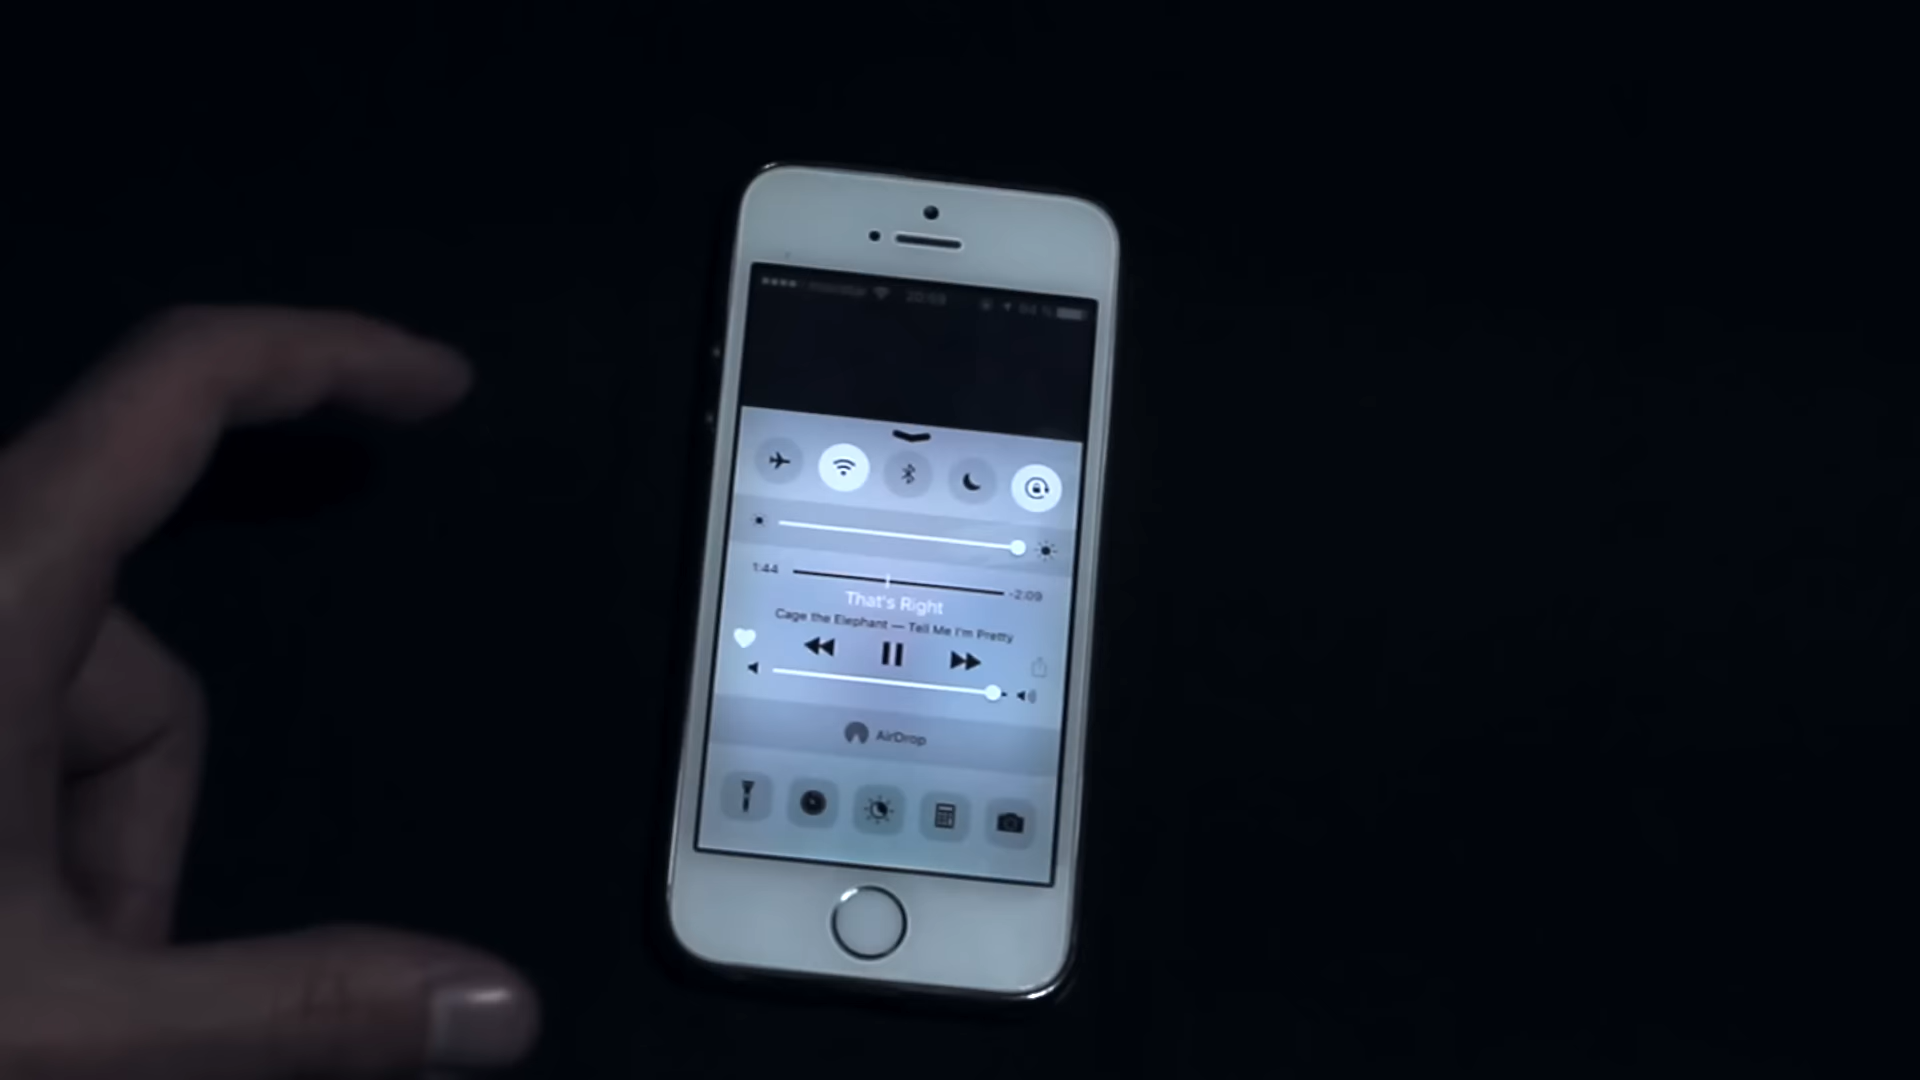 1:44
-2:09
That's Right
Cage the Elephant — Tell Me I'm Pretty
AirDrop